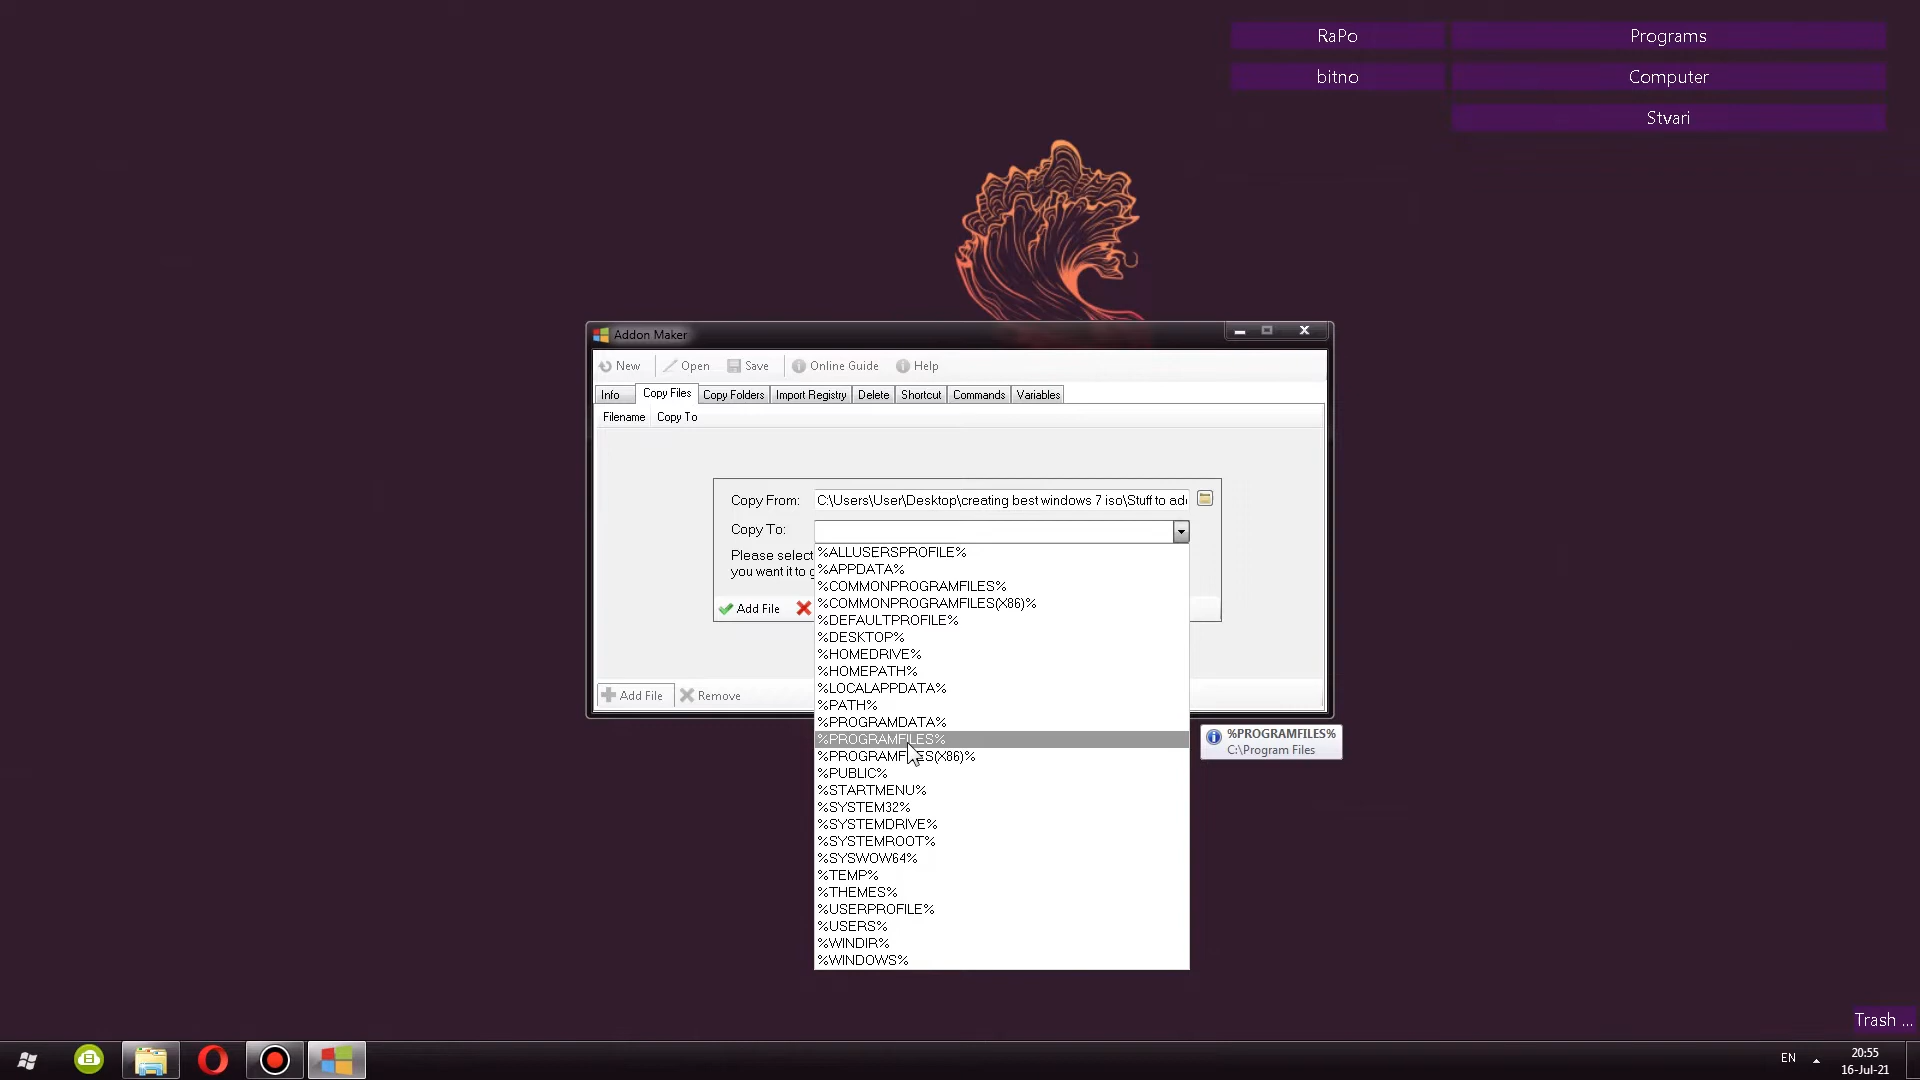 RaPo
Programs
bitno
Computer
Stvari
Addon Maker
New
Open
Save
Online Guide
Help
Info
Copy Files
Copy Folders
Import Registry
Delete
Shortcut
Commands
Variables
Filename
Copy To
Copy From:
C:\Users\User\Desktop\creating best windows 7 iso\Stuff to
Copy To:
Please select
you want it to
Add File
%ALLUSERSPROFILE%
%APPDATA%
%COMMONPROGRAMFILES%
%COMMONPROGRAMFILES(X86)%
%DEFAULTPROFILE%
%DESKTOP%
%HOMEDRIVE%
%HOMEPATH%
%LOCALAPPDATA%
%PATH%
%PROGRAMDATA%
%PROGRAMFILES%
%PROGRAMFILES(X86)%
%PUBLIC%
%STARTMENU%
%SYSTEM32%
%SYSTEMDRIVE%
%SYSTEMROOT%
%SYSWOW64%
%TEMP%
%THEMES%
%USERPROFILE%
%USERS%
%WINDIR%
%WINDOWS%
Add File
Remove
%PROGRAMFILES%
C:\Program Files
Trash ...
EN
20:55
16-Jul-21